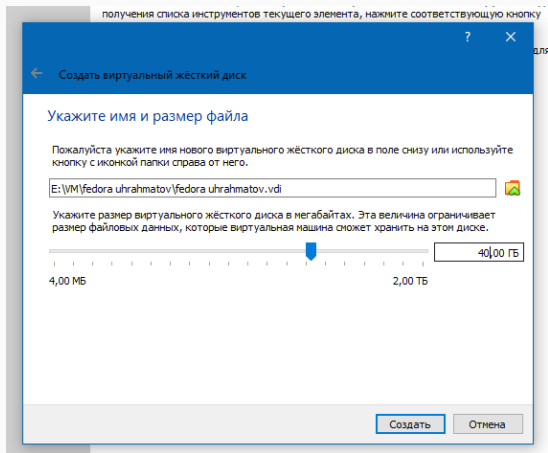 получения списка инструментов текущего элемента, нажмите соответствующую кнопку
?
для
Создать виртуальный жёсткий диск
Укажите имя и размер файла
Пожалуйста укажите имя нового виртуального жёсткого диска в поле снизу или используйте
кнопку с иконкой папки справа от него.
E:\VM\fedora uhrahmatov\fedora uhrahmatov.vdi
Укажите размер виртуального жёсткого диска в мегабайтах. Эта величина ограничивает
размер файловых данных, которые виртуальная машина сможет хранить на этом диске.
40,00 ГБ
4,00 МБ
2,00 ТБ
Создать
Отмена